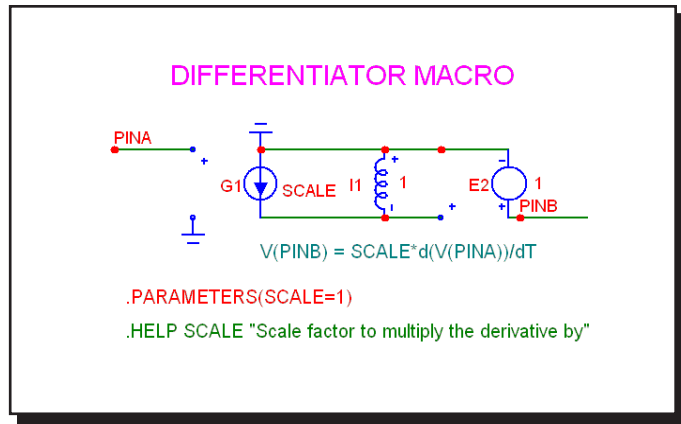 DIFFERENTIATOR MACRO
PINA
+
G1
SCALE
I1
+
1
-
+
E2
-
1
+
PINB
V(PINB) = SCALE*d(V(PINA))/dT
.PARAMETERS(SCALE=1)
.HELP SCALE "Scale factor to multiply the derivative by"